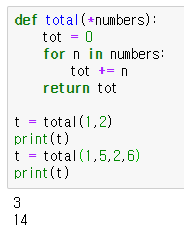 def total(*numbers):
    tot = 0
    for n in numbers:
        tot += n
    return tot

t = total(1,2)
print(t)
t = total(1,5,2,6)
print(t)
3
14